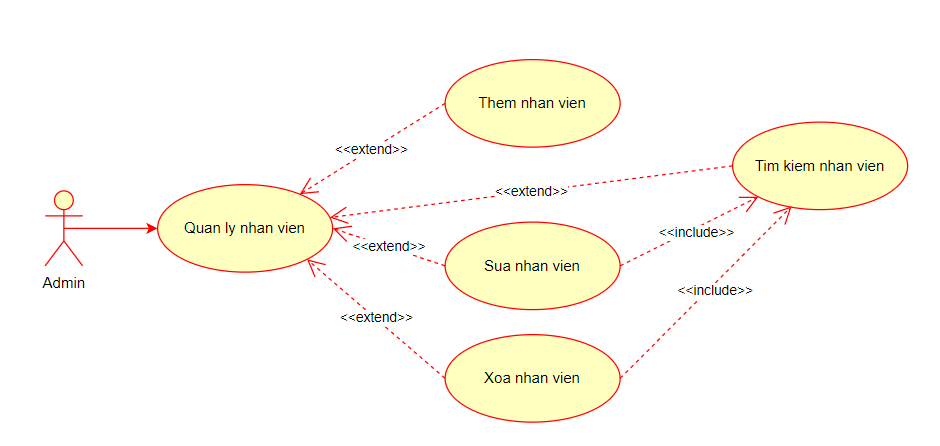 Them nhan vien
<<extend>>
Tim kiem nhan vien
<<extend>>
Quan ly nhan vien
<<include>>
<<extend>>
Sua nhan vien
Admin
<<include>>
<<extend>>
Xoa nhan vien